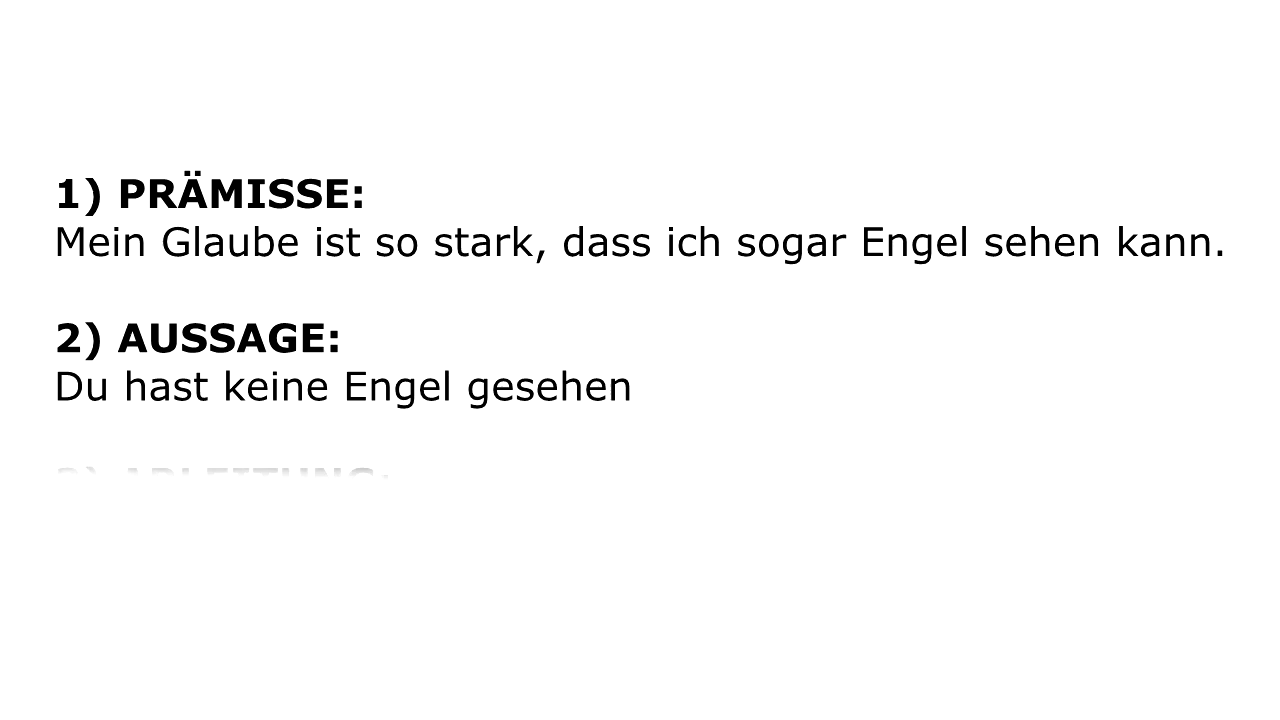 1) PRÄMISSE:
Mein Glaube ist so stark, dass ich sogar Engel sehen kann.
2) AUSSAGE:
Du hast keine Engel gesehen